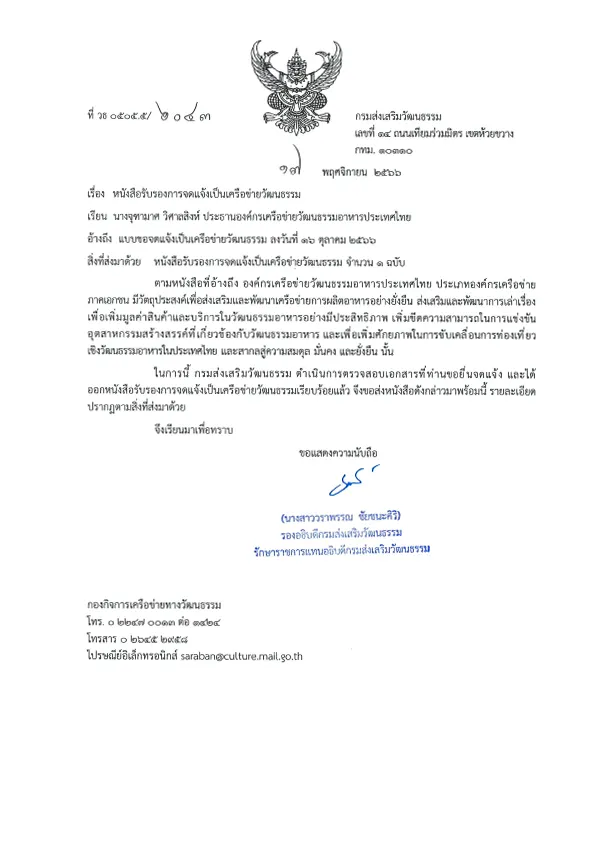 ที่ วธ ๐๕๐๕.๕/ ๒๐๔๓
กรมส่งเสริมวัฒนธรรม
เลขที่ ๑๔ ถนนเทียมร่วมมิตร เขตห้วยขวาง
กทม. ๑๐๓๑๐
๑๗ พฤศจิกายน ๒๕๖๖
เรื่อง หนังสือรับรองการจดแจ้งเป็นเครือข่ายวัฒนธรรม
เรียน นางจุฑามาศ วิศาลสิงห์ ประธานองค์กรเครือข่ายวัฒนธรรมอาหารประเทศไทย
อ้างถึง แบบขอจดแจ้งเป็นเครือข่ายวัฒนธรรม ลงวันที่ ๑๖ ตุลาคม ๒๕๖๖
สิ่งที่ส่งมาด้วย หนังสือรับรองการจดแจ้งเป็นเครือข่ายวัฒนธรรม จำนวน ๑ ฉบับ
ตามหนังสือที่อ้างถึง องค์กรเครือข่ายวัฒนธรรมอาหารประเทศไทย ประเภทองค์กรเครือข่าย
ภาคเอกชน มีวัตถุประสงค์เพื่อส่งเสริมและพัฒนาเครือข่ายการผลิตอาหารอย่างยั่งยืน ส่งเสริมและพัฒนาการเล่าเรื่อง
เพื่อเพิ่มมูลค่าสินค้าและบริการในวัฒนธรรมอาหารอย่างมีประสิทธิภาพ เพิ่มขีดความสามารถในการแข่งขัน
อุตสาหกรรมสร้างสรรค์ที่เกี่ยวข้องกับวัฒนธรรมอาหาร และเพื่อเพิ่มศักยภาพในการขับเคลื่อนการท่องเที่ยว
เชิงวัฒนธรรมอาหารในประเทศไทย และสากลสู่ความสมดุล มั่นคง และยั่งยืน นั้น
ในการนี้ กรมส่งเสริมวัฒนธรรม ดำเนินการตรวจสอบเอกสารที่ท่านขอยื่นจดแจ้ง และได้
ออกหนังสือรับรองการจดแจ้งเป็นเครือข่ายวัฒนธรรมเรียบร้อยแล้ว จึงขอส่งหนังสือดังกล่าวมาพร้อมนี้ รายละเอียด
ปรากฏตามสิ่งที่ส่งมาด้วย
จึงเรียนมาเพื่อทราบ
ขอแสดงความนับถือ
(นางสาววราพรรณ ชัยชนะศิริ)
รองอธิบดีกรมส่งเสริมวัฒนธรรม
รักษาราชการแทนอธิบดีกรมส่งเสริมวัฒนธรรม
กองกิจการเครือข่ายทางวัฒนธรรม
โทร. ๐ ๒๒๔๗ ๐๐๑๓ ต่อ ๑๔๒๔
โทรสาร ๐ ๒๖๔๕ ๒๙๕๘
ไปรษณีย์อิเล็กทรอนิกส์ saraban@culture.mail.go.th